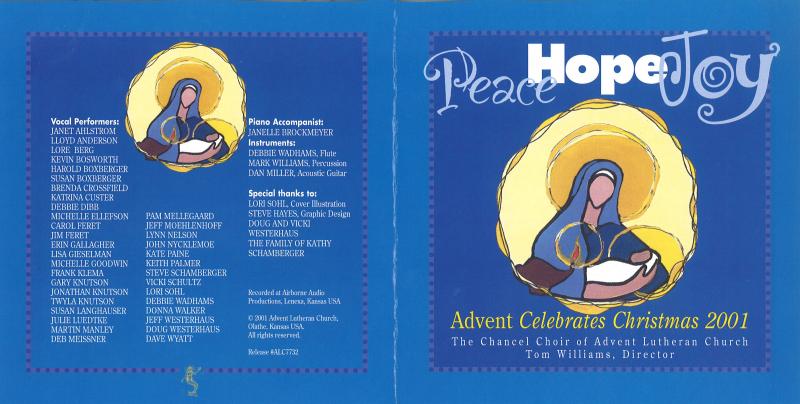 Vocal Performers:
JANET AHLSTROM
LLOYD ANDERSON
LORE BERG
KEVIN BOSWORTH
HAROLD BOXBERGER
SUSAN BOXBERGER
BRENDA CROSSFIELD
KATRINA CUSTER
DEBBIE DIBB
MICHELLE ELLEFSON
CAROL FERET
JIM FERET
ERIN GALLAGHER
LISA GIESELMAN
MICHELLE GOODWIN
FRANK KLEMA
GARY KNUTSON
JONATHAN KNUTSON
TWYLA KNUTSON
SUSAN LANGHAUSER
JULIE LUEDTKE
MARTIN MANLEY
DEB MEISSNER
PAM MELLEGAARD
JEFF MOEHLENHOFF
LYNN NELSON
JOHN NYCKLEMOE
KATE PAINE
KEITH PALMER
STEVE SCHAMBERGER
VICKI SCHULTZ
LORI SOHL
DEBBIE WADHAMS
DONNA WALKER
JEFF WESTERHAUS
DOUG WESTERHAUS
DAVE WYATT
Piano Accompanist:
JANELLE BROCKMEYER
Instruments:
DEBBIE WADHAMS, Flute
MARK WILLIAMS, Percussion
DAN MILLER, Acoustic Guitar
Special thanks to:
LORI SOHL, Cover Illustration
STEVE HAYES, Graphic Design
DOUG AND VICKI
WESTERHAUS
THE FAMILY OF KATHY
SCHAMBERGER
Recorded at Airborne Audio
Productions, Lenexa, Kansas USA
© 2001 Advent Lutheran Church,
Olathe, Kansas USA.
All rights reserved.
Release #ALC7732
Peace Hope Joy
Advent Celebrates Christmas 2001
The Chancel Choir of Advent Lutheran Church
Tom Williams, Director